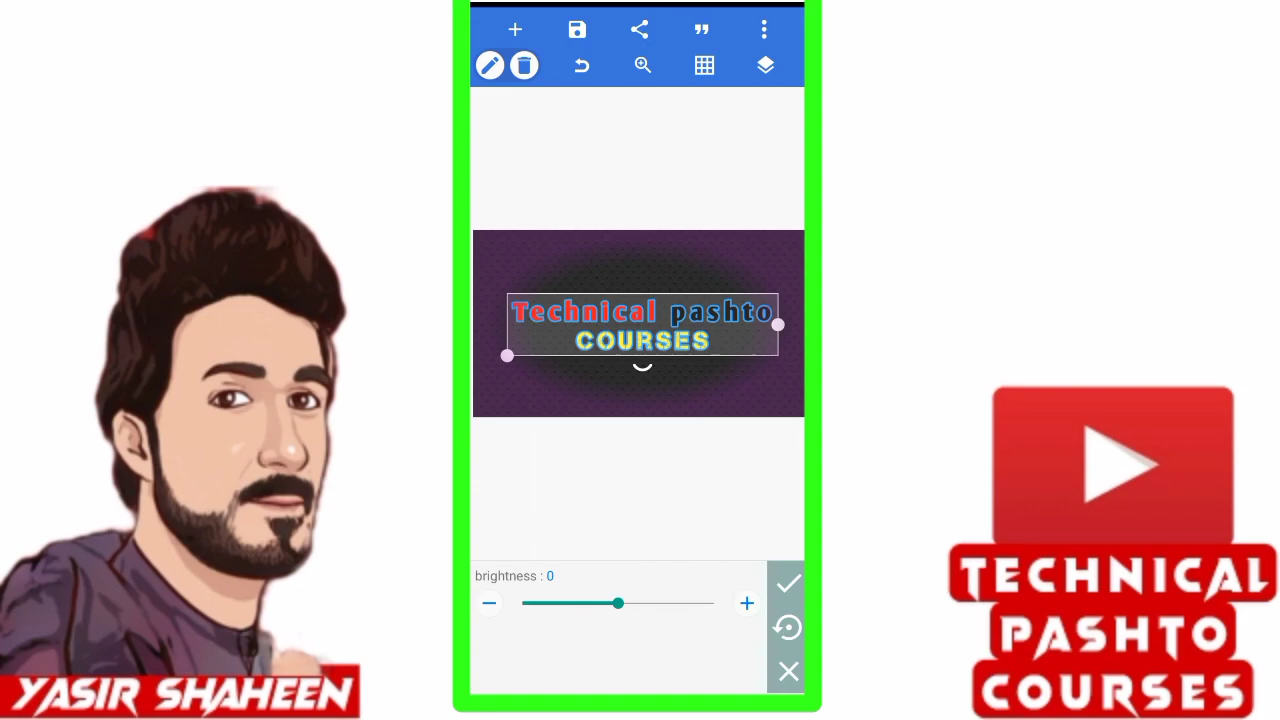 Technical pashto
COURSES
brightness : 0
YASIR SHAHEEN
TECHNICAL
PASHTO
COURSES